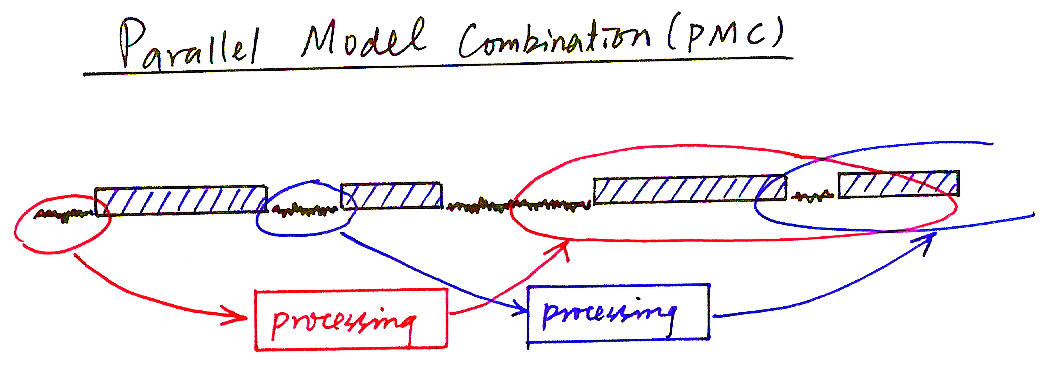 Parallel Model Combination (PMC)
processing
processing